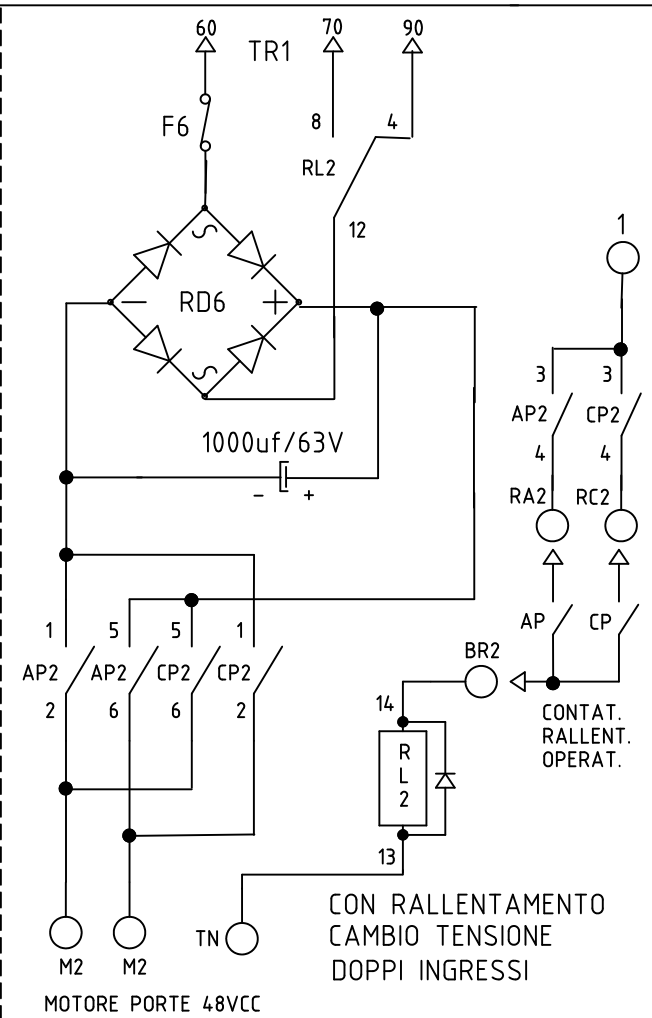 60 70 90
TR1
F6
8 4
RL2
12
1
S
- RD6 +
S
3 3
AP2 CP2
4 4
1000uf/63V
- +
RA2 RC2
1 5 5 1
AP2 AP2 CP2 CP2
2 6 6 2
AP CP
BR2
14
CONTAT.
RALLENT.
OPERAT.
R
L
2
13
TN
M2 M2
MOTORE PORTE 48VCC
CON RALLENTAMENTO
CAMBIO TENSIONE
DOPPI INGRESSI